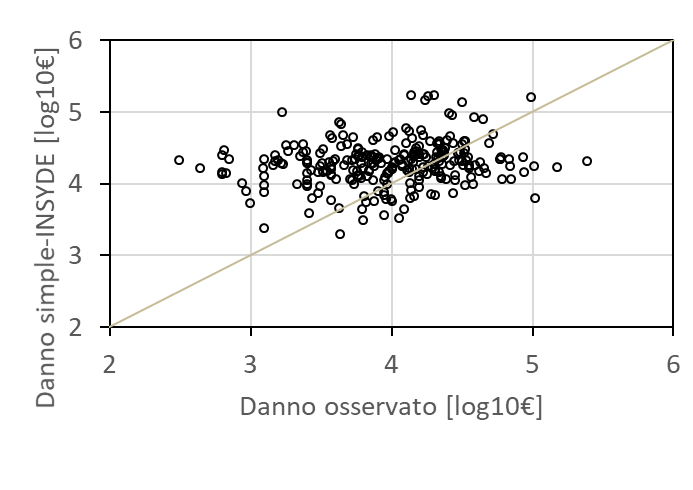 Danno simple-INSYDE [log10€]
6
5
4
3
2
2 3 4 5 6
Danno osservato [log10€]